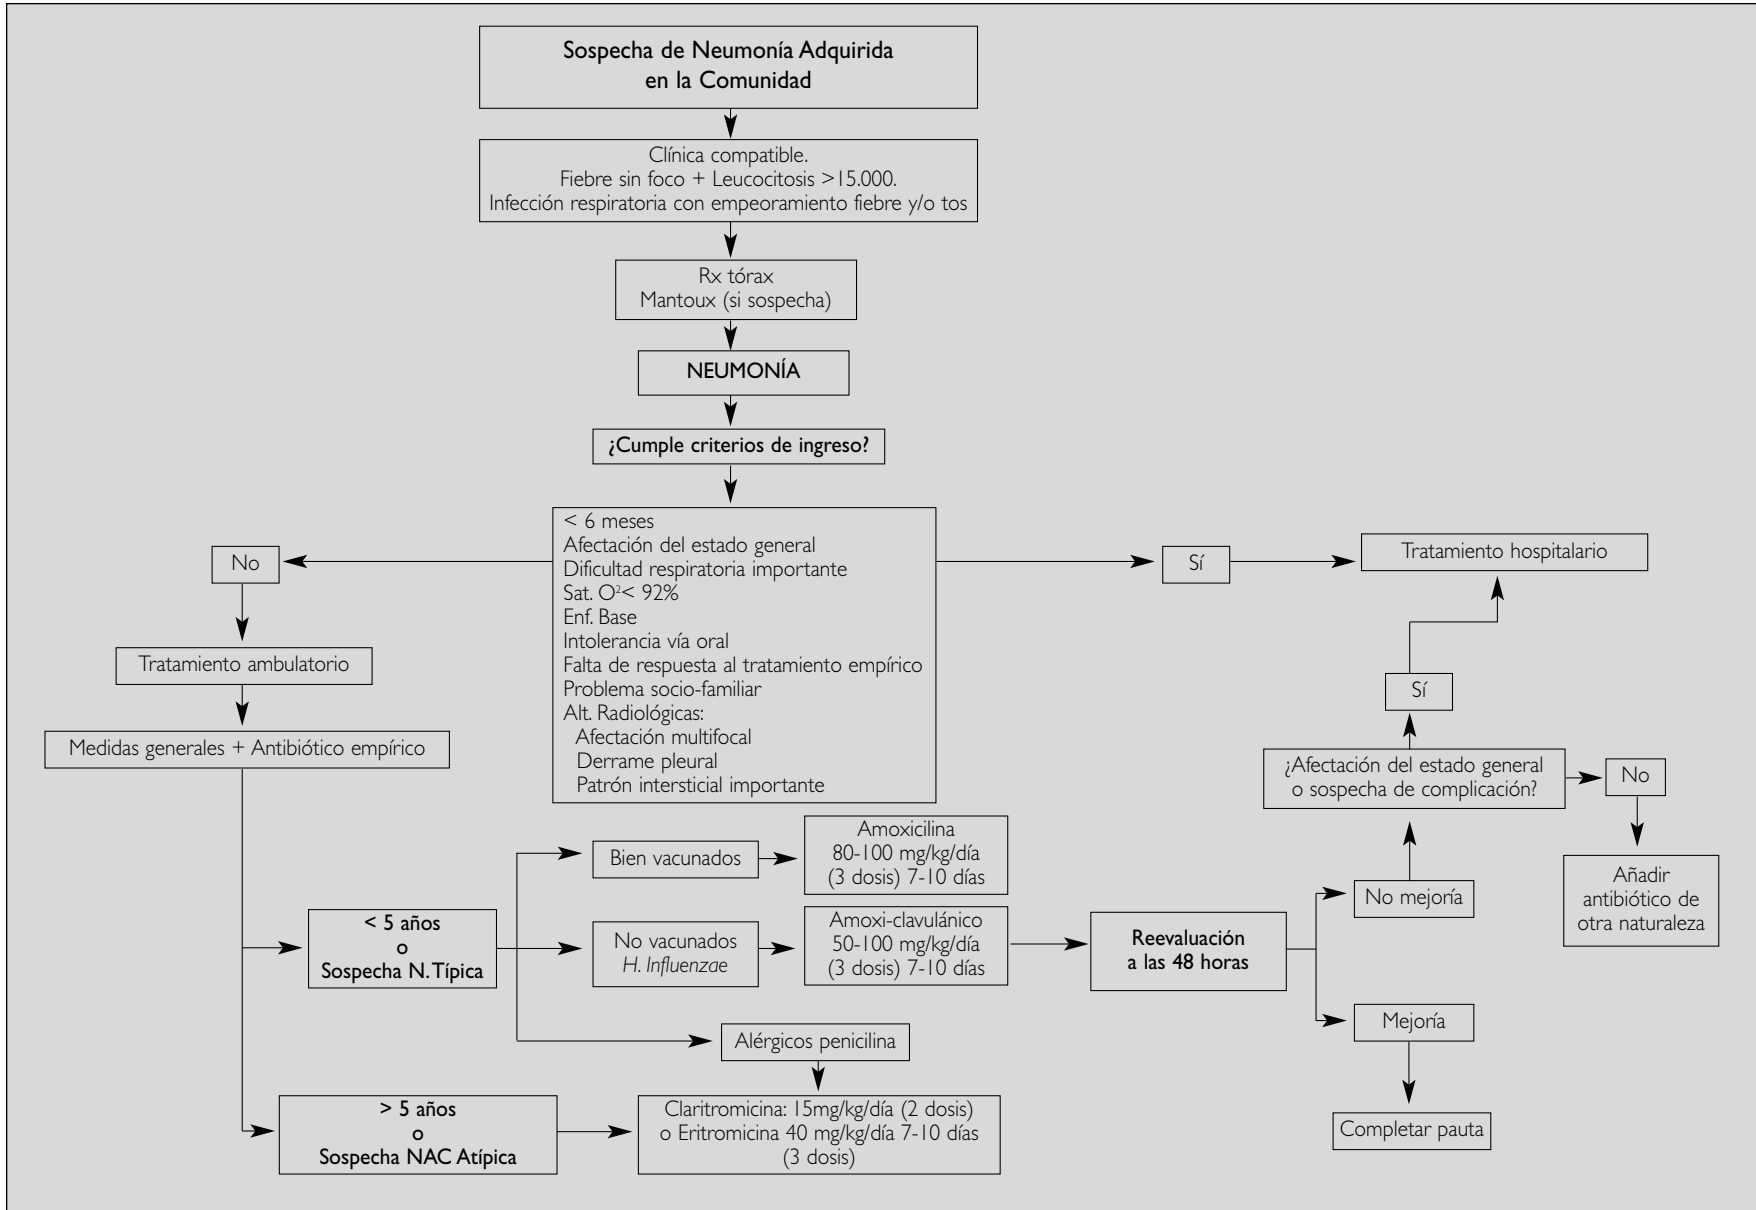 Sospecha de Neumonía Adquirida
en la Comunidad
Clínica compatible.
Fiebre sin foco + Leucocitosis >15.000.
Infección respiratoria con empeoramiento fiebre y/o tos
Rx tórax
Mantoux (si sospecha)
NEUMONÍA
¿Cumple criterios de ingreso?
< 6 meses
Afectación del estado general
Dificultad respiratoria importante
Sat. O²< 92%
Enf. Base
Intolerancia vía oral
Falta de respuesta al tratamiento empírico
Problema socio-familiar
Alt. Radiológicas:
Afectación multifocal
Derrame pleural
Patrón intersticial importante
No
Tratamiento ambulatorio
Medidas generales + Antibiótico empírico
Sí
Tratamiento hospitalario
Sí
¿Afectación del estado general
o sospecha de complicación?
No
Añadir
antibiótico de
otra naturaleza
< 5 años
o
Sospecha N. Típica
Bien vacunados
Amoxicilina
80-100 mg/kg/día
(3 dosis) 7-10 días
No vacunados
H. Influenzae
Amoxi-clavulánico
50-100 mg/kg/día
(3 dosis) 7-10 días
Reevaluación
a las 48 horas
No mejoría
Mejoría
Completar pauta
Alérgicos penicilina
> 5 años
o
Sospecha NAC Atípica
Claritromicina: 15mg/kg/día (2 dosis)
o Eritromicina 40 mg/kg/día 7-10 días
(3 dosis)